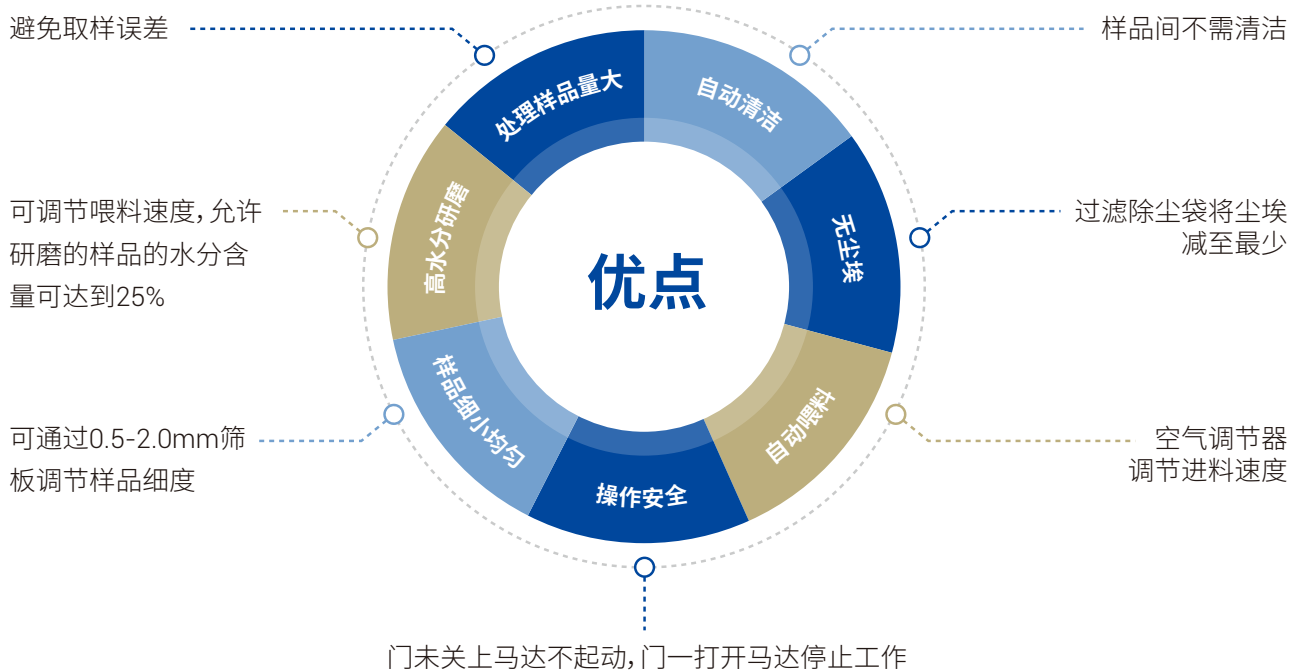 避免取样误差
样品间不需清洁
处理样品量大
自动清洁
可调节喂料速度，允许
研磨的样品的水分含
量可达到25%
高水分研磨
优点
无尘埃
过滤除尘袋将尘埃
减至最少
可通过0.5-2.0mm筛
板调节样品细度
样品细小均匀
自动喂料
空气调节器
调节进料速度
操作安全
门未关上马达不起动，门一打开马达停止工作